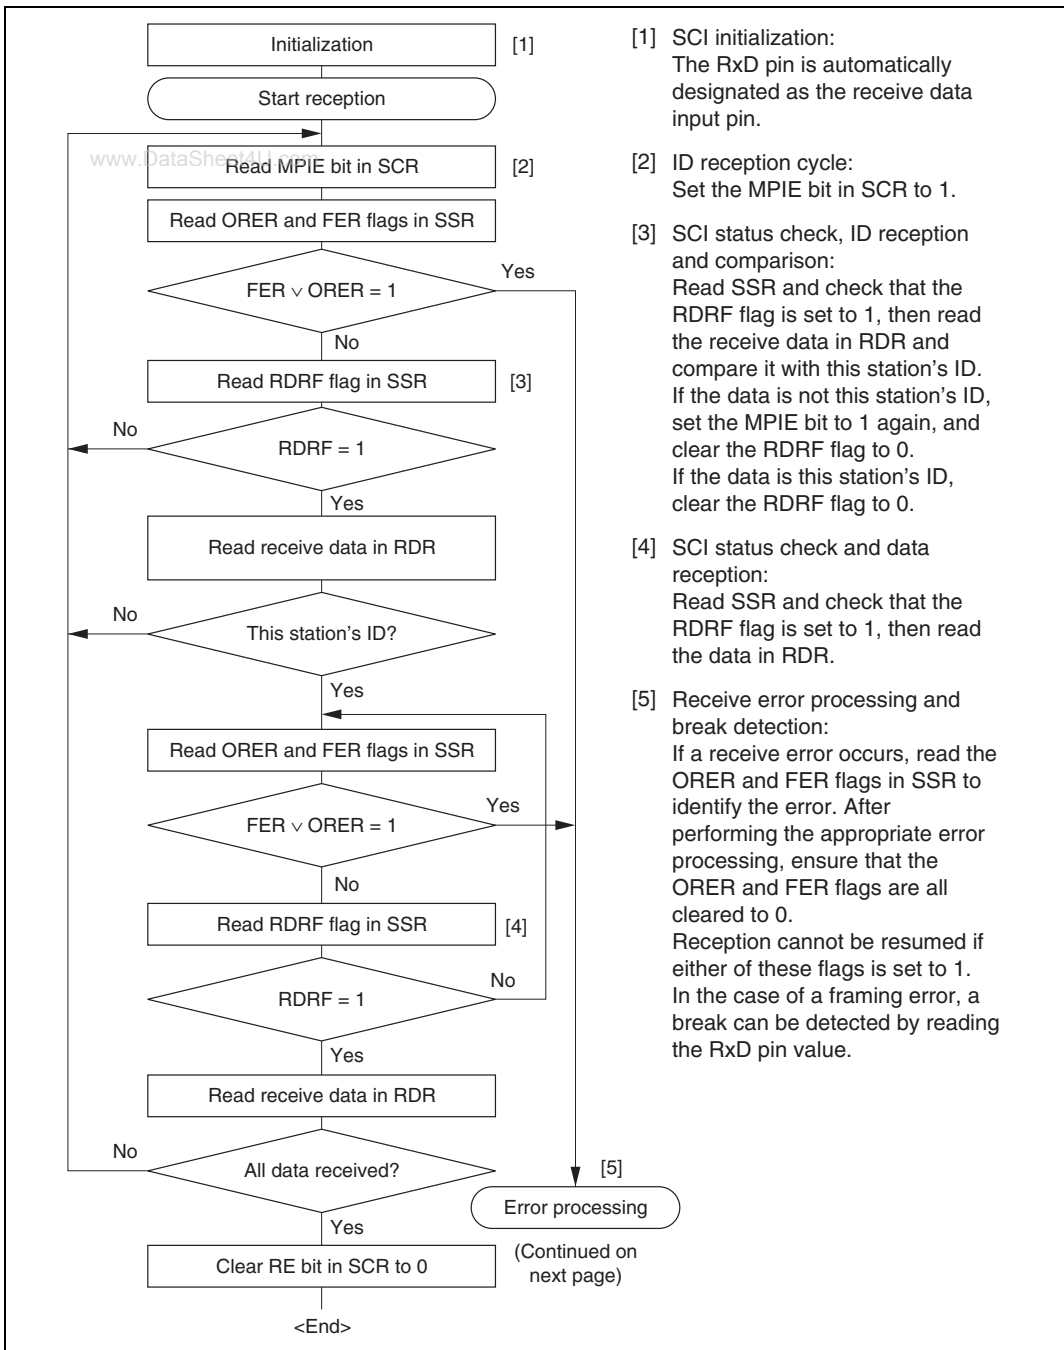 Initialization
[1]
Start reception
www.DataSheet4U.com
Read MPIE bit in SCR
[2]
Read ORER and FER flags in SSR
FER ∨ ORER = 1
Yes
No
Read RDRF flag in SSR
[3]
No
RDRF = 1
Yes
Read receive data in RDR
No
This station's ID?
Yes
Read ORER and FER flags in SSR
FER ∨ ORER = 1
Yes
No
Read RDRF flag in SSR
[4]
RDRF = 1
No
Yes
Read receive data in RDR
No
All data received?
[5]
Error processing
Yes
(Continued on
next page)
Clear RE bit in SCR to 0
<End>
[1] SCI initialization:
The RxD pin is automatically
designated as the receive data
input pin.
[2] ID reception cycle:
Set the MPIE bit in SCR to 1.
[3] SCI status check, ID reception
and comparison:
Read SSR and check that the
RDRF flag is set to 1, then read
the receive data in RDR and
compare it with this station's ID.
If the data is not this station's ID,
set the MPIE bit to 1 again, and
clear the RDRF flag to 0.
If the data is this station's ID,
clear the RDRF flag to 0.
[4] SCI status check and data
reception:
Read SSR and check that the
RDRF flag is set to 1, then read
the data in RDR.
[5] Receive error processing and
break detection:
If a receive error occurs, read the
ORER and FER flags in SSR to
identify the error. After
performing the appropriate error
processing, ensure that the
ORER and FER flags are all
cleared to 0.
Reception cannot be resumed if
either of these flags is set to 1.
In the case of a framing error, a
break can be detected by reading
the RxD pin value.